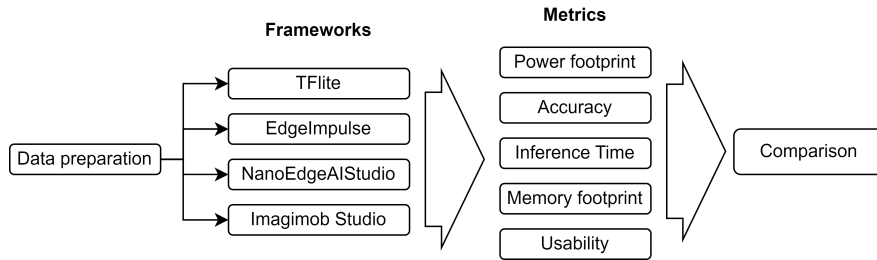 Frameworks
Metrics
Data preparation
TFlite
EdgeImpulse
NanoEdgeAIStudio
Imagimob Studio
Power footprint
Accuracy
Inference Time
Memory footprint
Usability
Comparison